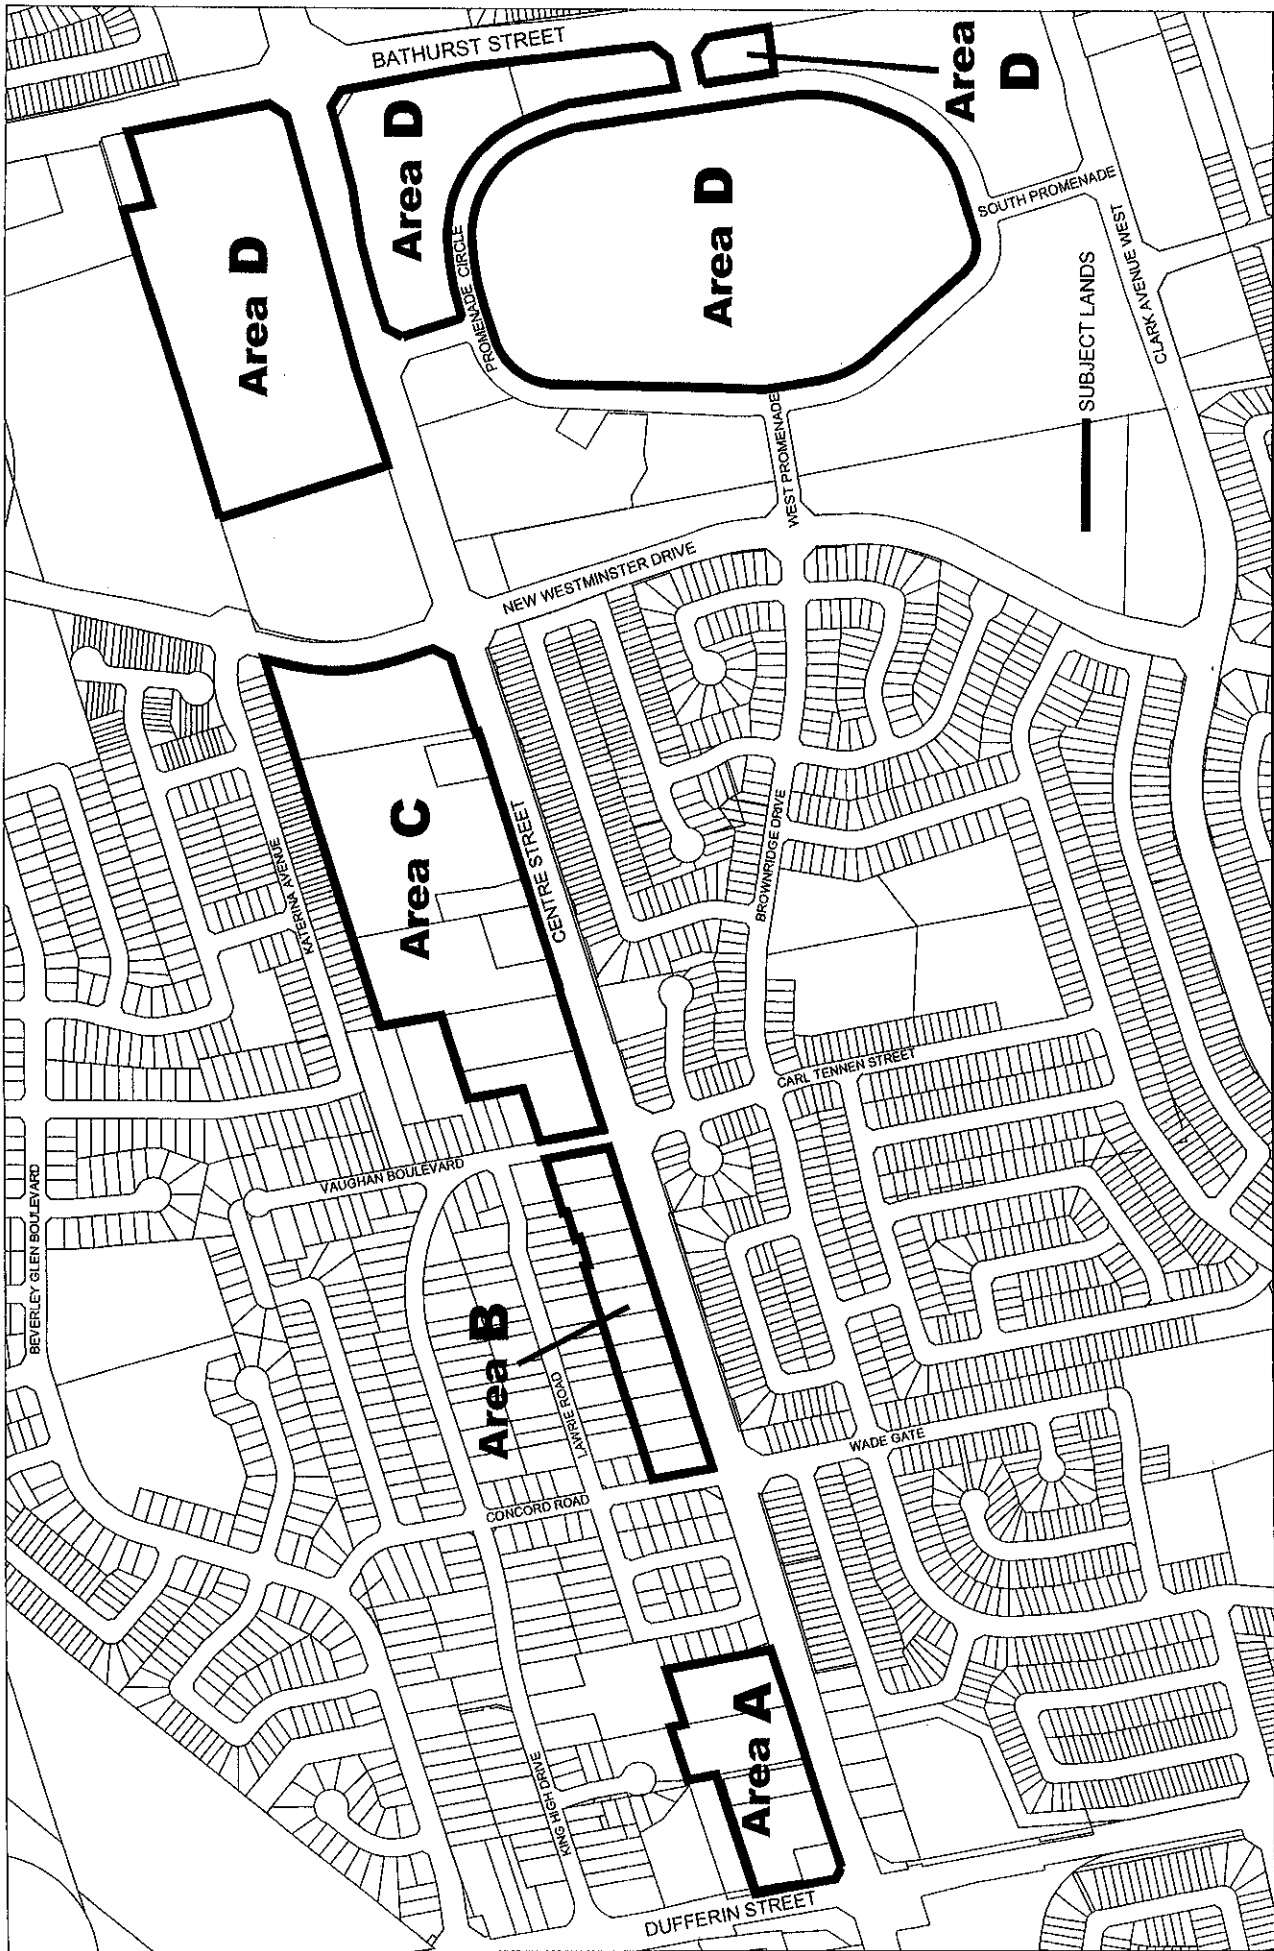 BATHURST STREET
Area D
Area D
Area D
Area
D
PROMENADE CIRCLE
SOUTH PROMENADE
CLARK AVENUE WEST
SUBJECT LANDS
WEST PROMENADE
NEW WESTMINSTER DRIVE
Area C
CENTRE STREET
KATERINA AVENUE
BROWNRIDGE DRIVE
CARL TENNEN STREET
VAUGHAN BOULEVARD
BEVERLEY GLEN BOULEVARD
Area B
LAWRIE ROAD
WADE GATE
CONCORD ROAD
Area A
KING HIGH DRIVE
DUFFERIN STREET